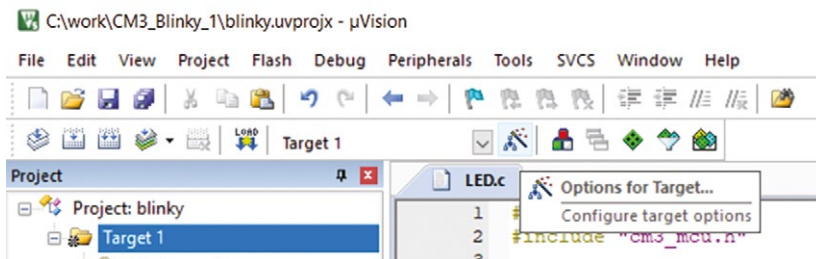 C:\work\CM3_Blinky_1\blinky.uvprojx - µVision
File Edit View Project Flash Debug Peripherals Tools SVCS Window Help
LOAD Target 1
Project LED.c
Options for Target...
Configure target options
Project: blinky
Target 1
1 #
2 #include "cm3_mcu.h"